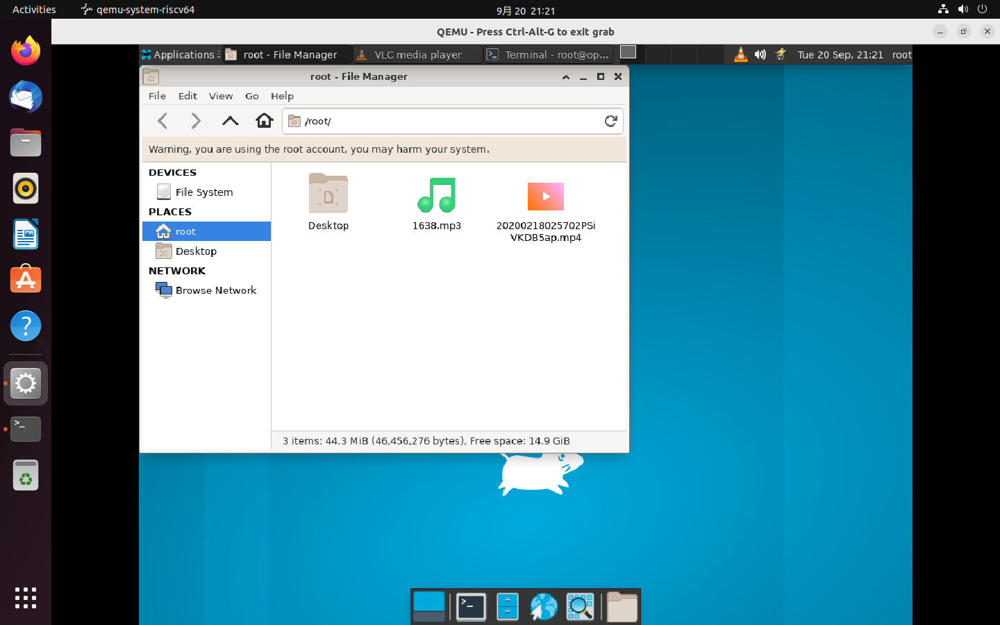 Activities
qemu-system-riscv64
9月 20 21:21
QEMU - Press Ctrl-Alt-G to exit grab
Applications
root - File Manager
VLC media player
Terminal - root@op...
Tue 20 Sep, 21:21
root
root - File Manager
File Edit View Go Help
/root/
Warning, you are using the root account, you may harm your system.
DEVICES
File System
PLACES
root
Desktop
NETWORK
Browse Network
Desktop
1638.mp3
20200218025702PSi
VKDB5ap.mp4
3 items: 44.3 MiB (46,456,276 bytes), Free space: 14.9 GiB